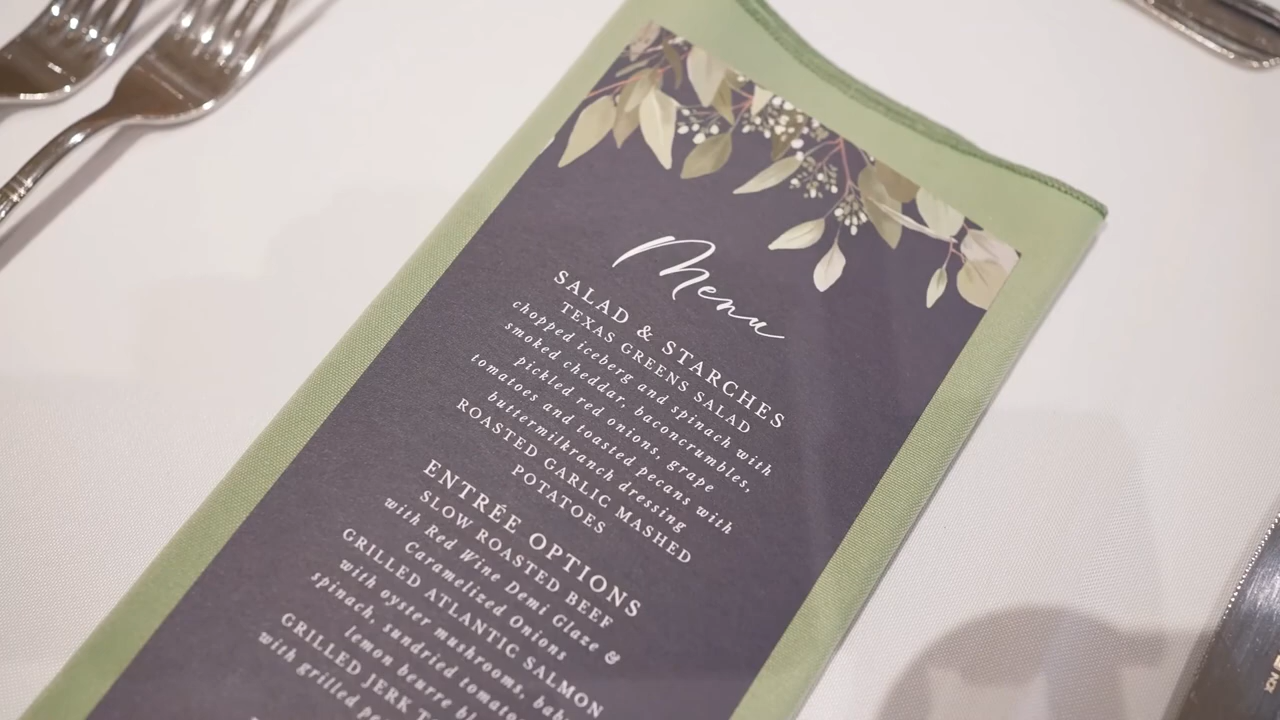 Menu
SALAD & STARCHES
TEXAS GREENS SALAD
chopped iceberg and spinach with
smoked cheddar, baconcrumbles,
pickled red onions, grape
tomatoes and toasted pecans with
buttermilkranch dressing
ROASTED GARLIC MASHED
POTATOES
ENTRÉE OPTIONS
SLOW ROASTED BEEF
with Red Wine Demi Glaze &
Caramelized Onions
GRILLED ATLANTIC SALMON
with oyster mushrooms, baby
spinach, sundried tomato,
lemon beurre
GRILLED JERK
with grilled